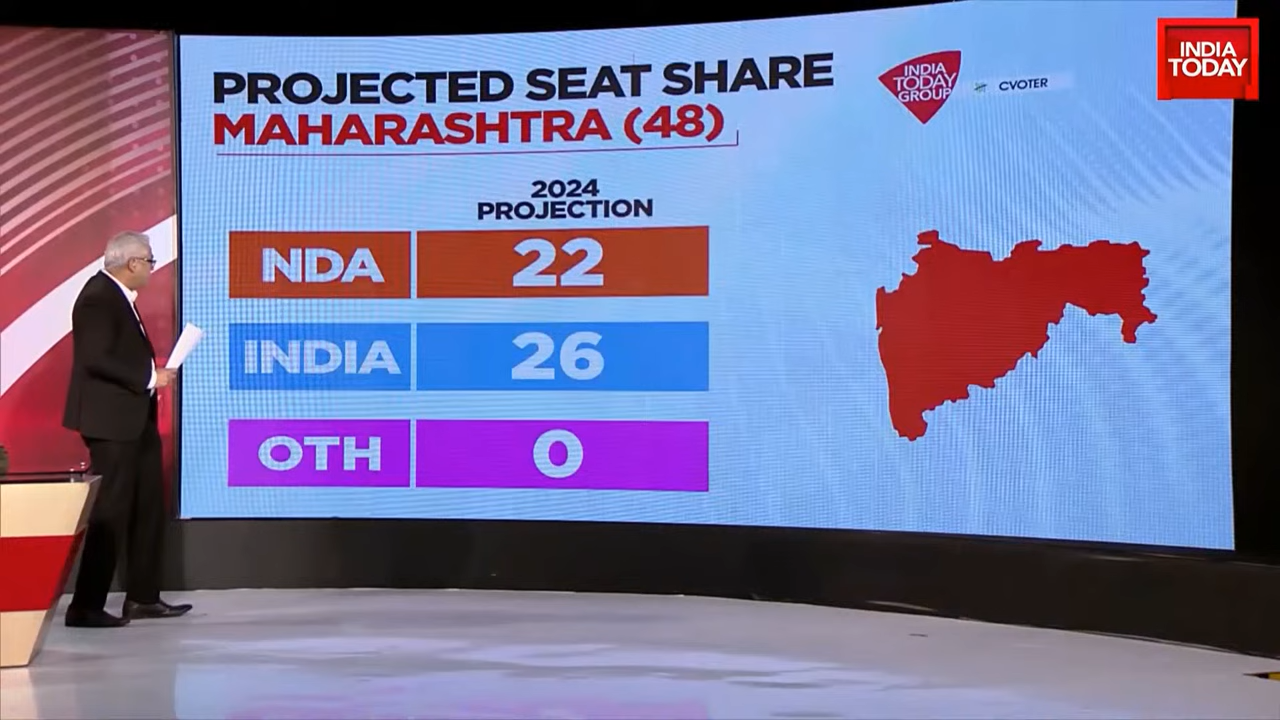 PROJECTED SEAT SHARE
MAHARASHTRA (48)
INDIA
TODAY
GROUP
CVOTER
INDIA
TODAY
2024
PROJECTION
NDA 22
INDIA 26
OTH 0